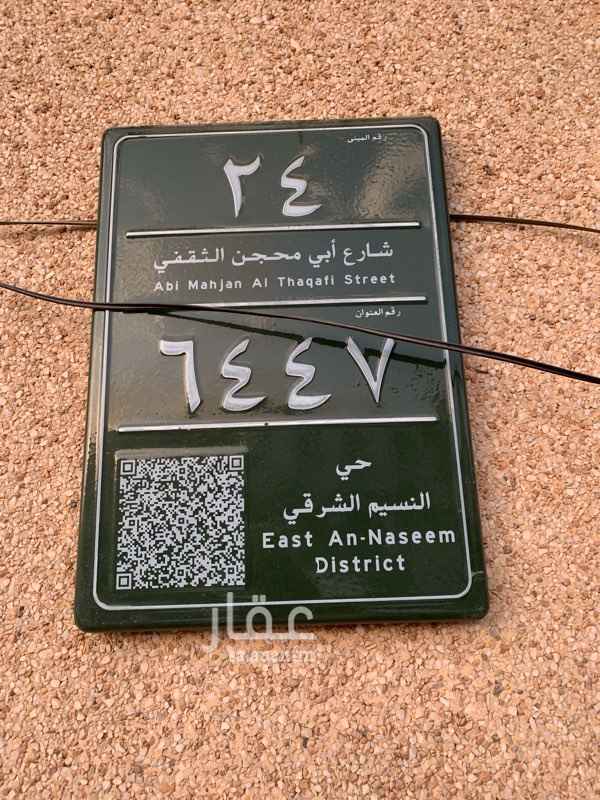 رقم المبنى
٢٤
شارع أبي محجن الثقفي
Abi Mahjan Al Thaqafi Street
رقم العنوان
٦٤٤٧
حي
النسيم الشرقي
East An-Naseem
District
عقار